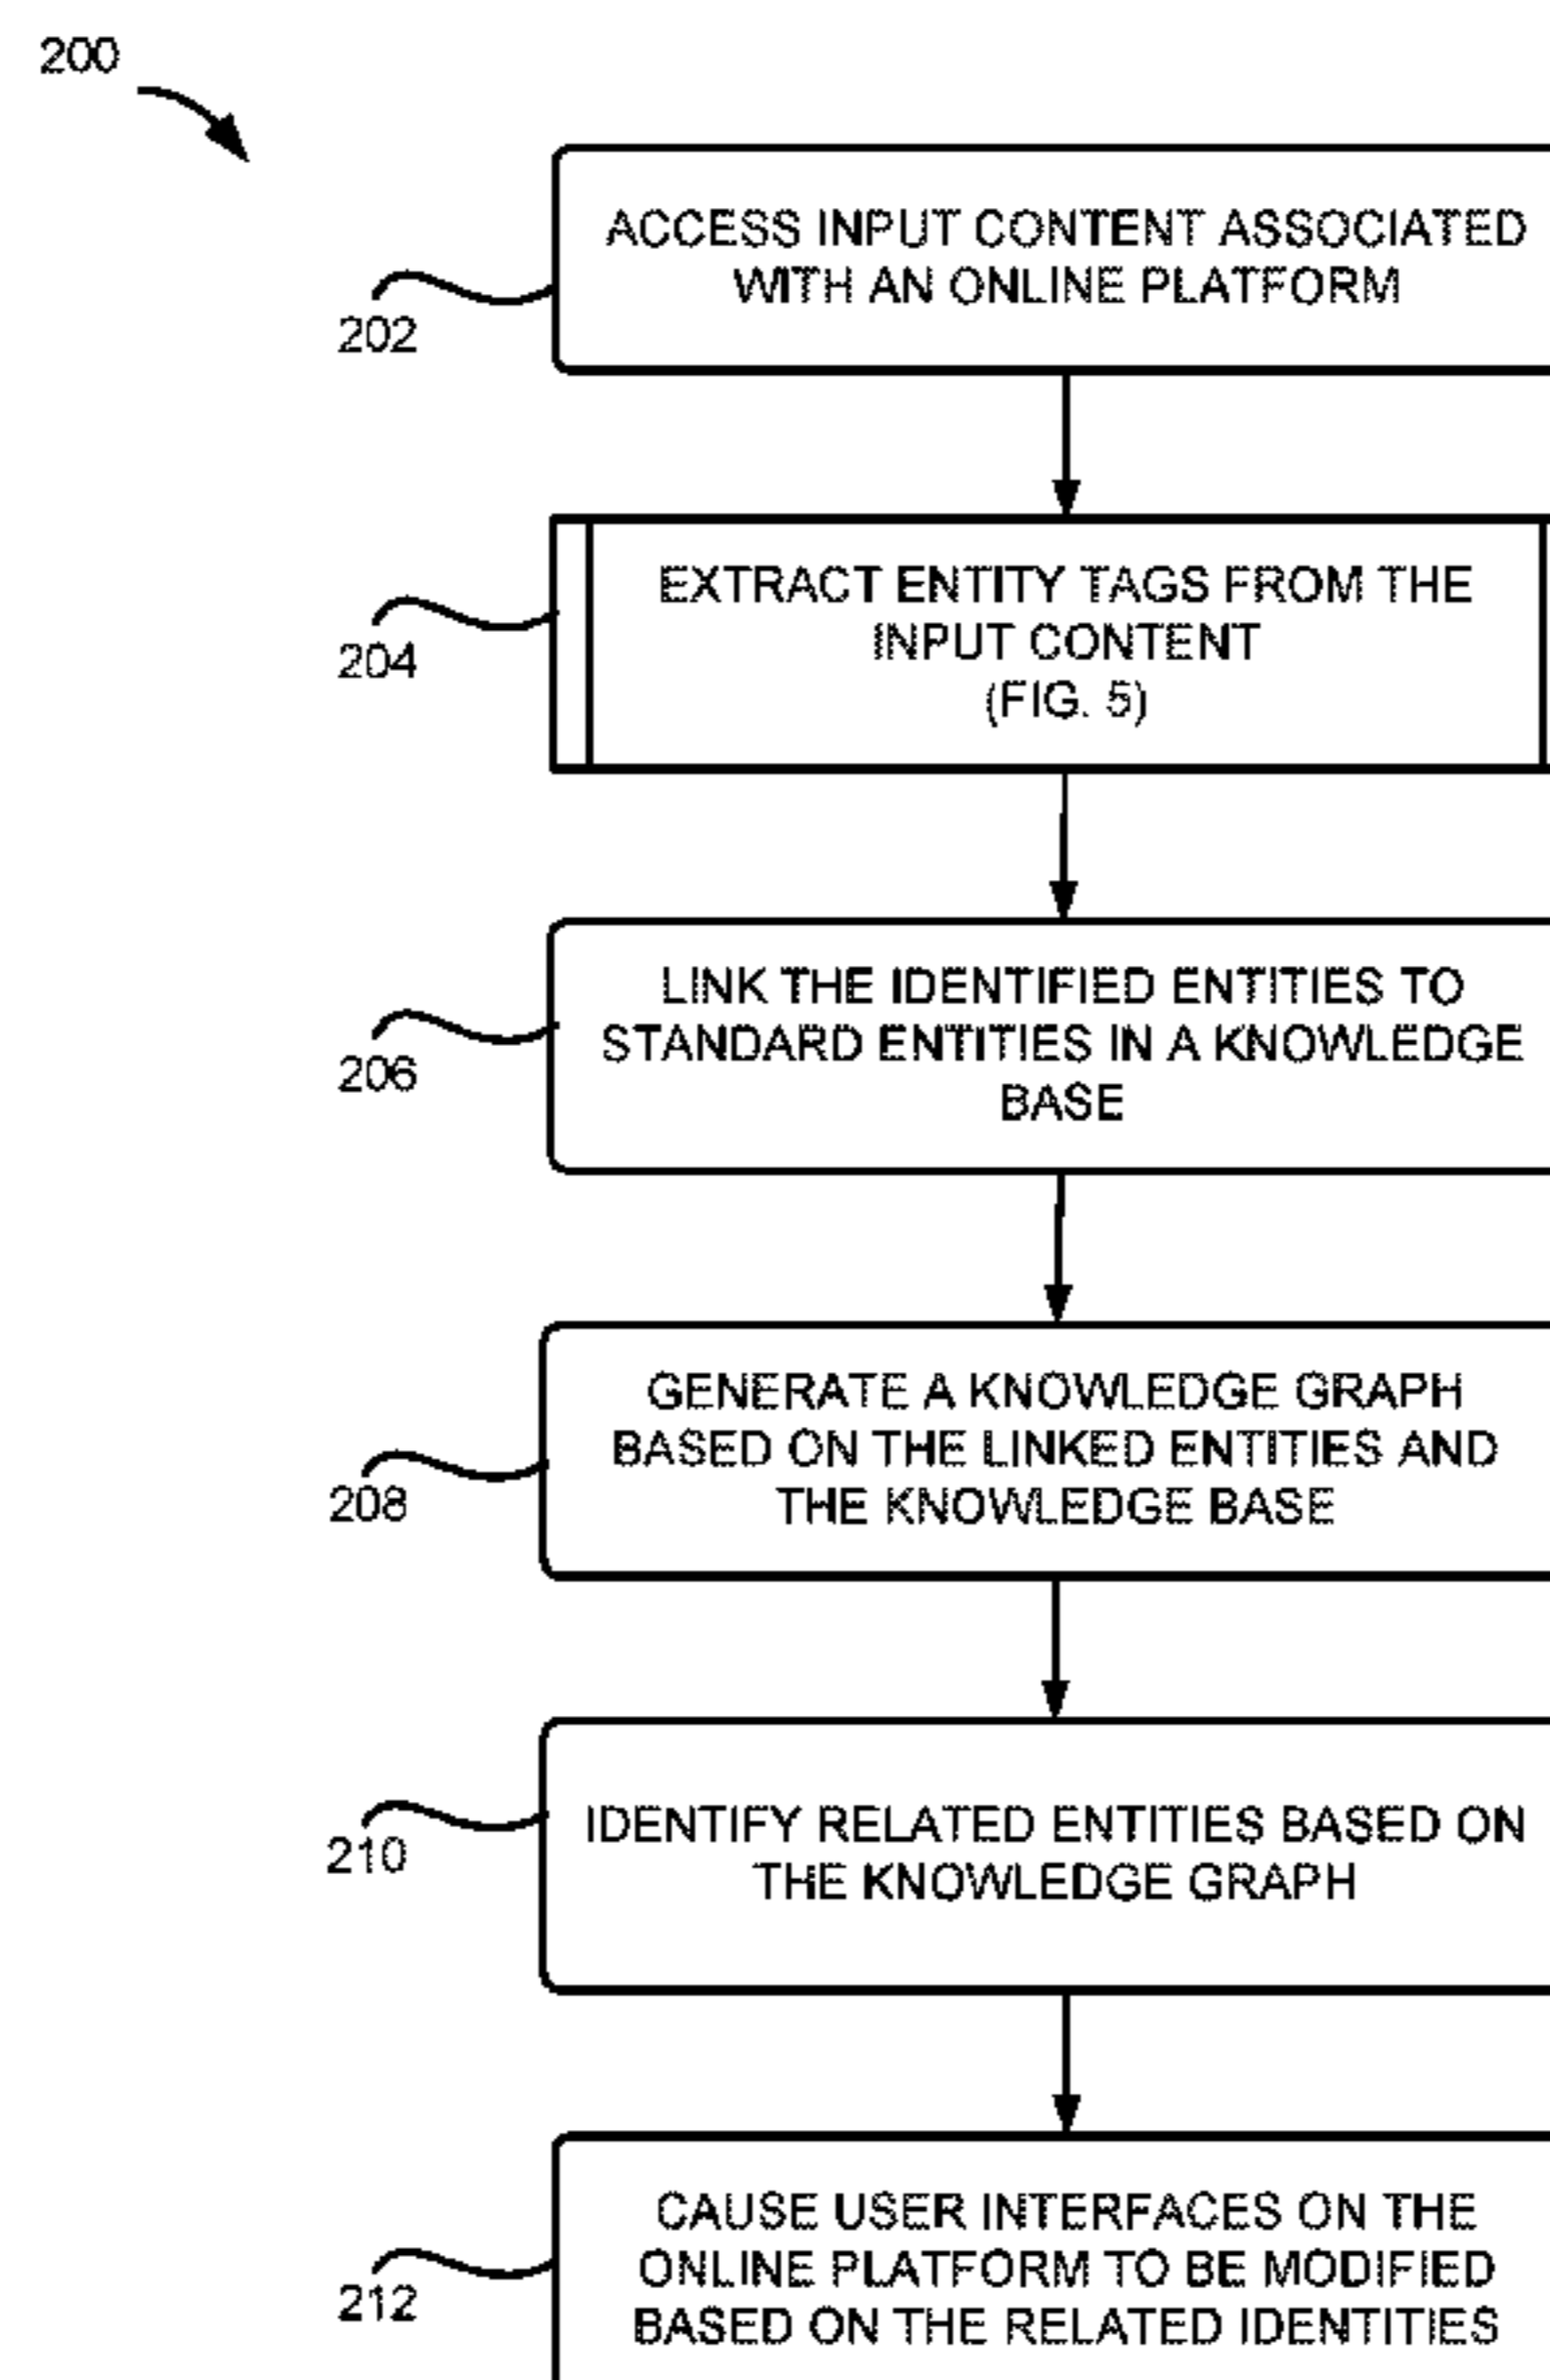 200
ACCESS INPUT CONTENT ASSOCIATED
WITH AN ONLINE PLATFORM
202
EXTRACT ENTITY TAGS FROM THE
INPUT CONTENT
(FIG. 5)
204
LINK THE IDENTIFIED ENTITIES TO
STANDARD ENTITIES IN A KNOWLEDGE
BASE
206
GENERATE A KNOWLEDGE GRAPH
BASED ON THE LINKED ENTITIES AND
THE KNOWLEDGE BASE
208
IDENTIFY RELATED ENTITIES BASED ON
THE KNOWLEDGE GRAPH
210
CAUSE USER INTERFACES ON THE
ONLINE PLATFORM TO BE MODIFIED
BASED ON THE RELATED IDENTITIES
212